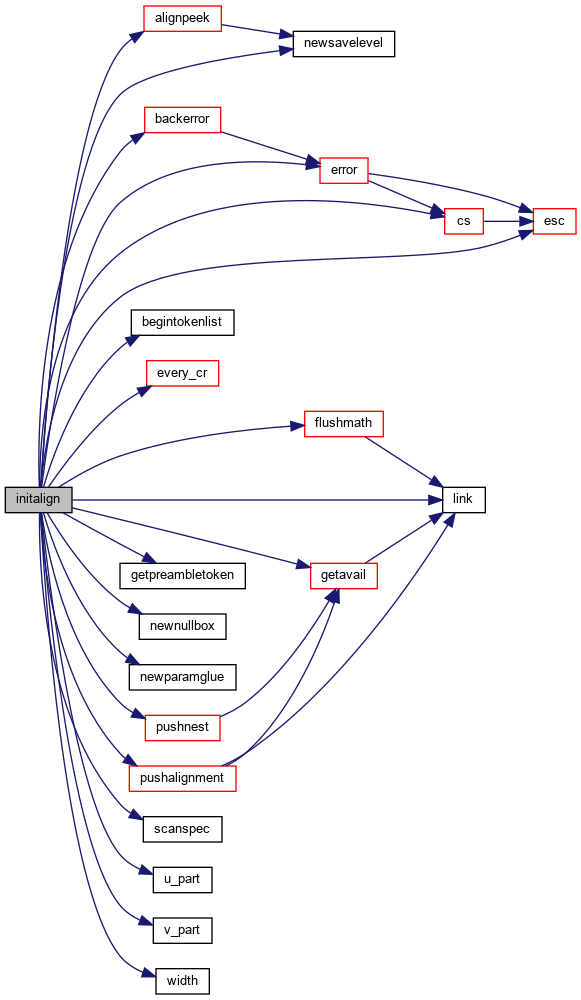 alignpeek
newsavelevel
backerror
error
cs
esc
begintokenlist
every_cr
flushmath
initalign
link
getpreambletoken
getavail
newnullbox
newparamglue
pushnest
pushalignment
scanspec
u_part
v_part
width